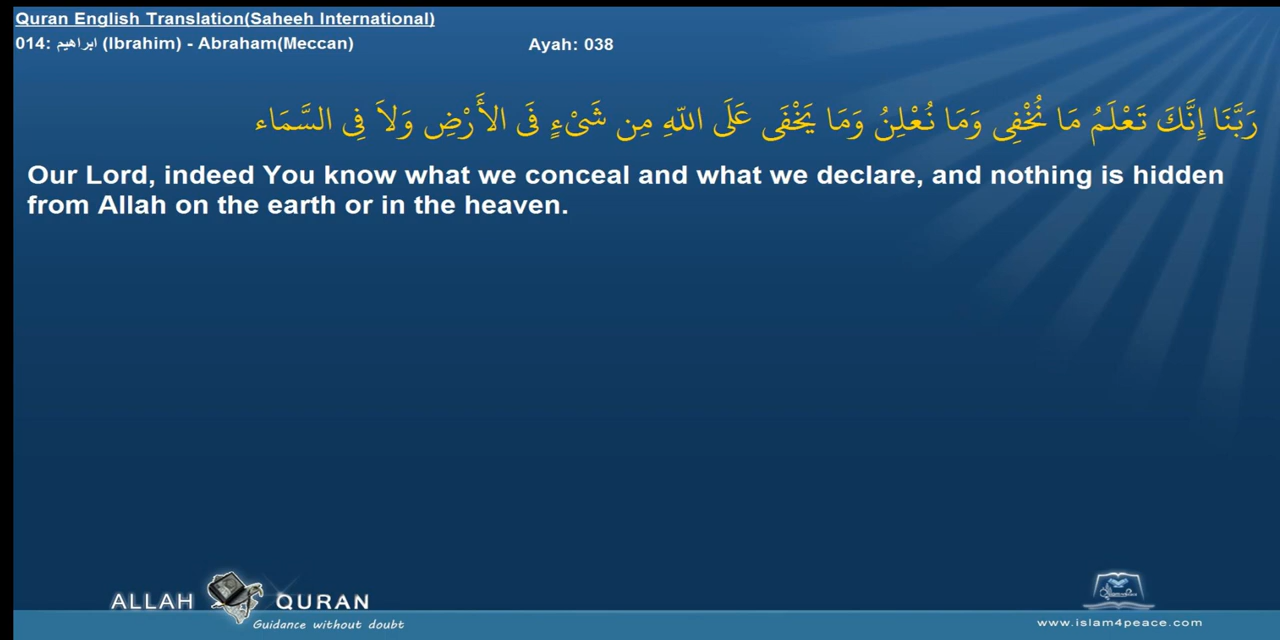 Quran English Translation(Saheeh International)
014: ابراهيم (Ibrahim) - Abraham(Meccan) Ayah: 038
رَبَّنَا إِنَّكَ تَعْلَمُ مَا نُخْفِى وَمَا نُعْلِنُ وَمَا يَخْفَى عَلَى اللّهِ مِن شَىْءٍ فَى الأَرْضِ وَلاَ فِى السَّمَاء
Our Lord, indeed You know what we conceal and what we declare, and nothing is hidden
from Allah on the earth or in the heaven.
ALLAH QURAN
Guidance without doubt
www.islam4peace.com